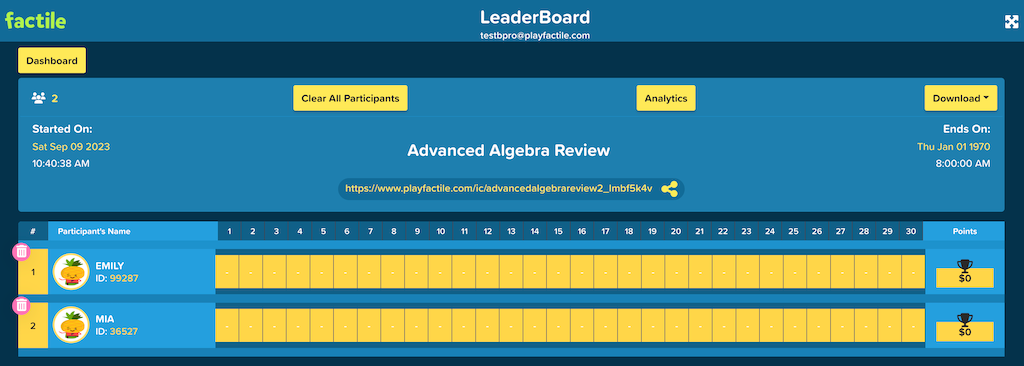 factile
LeaderBoard
testbpro@playfactile.com
Dashboard
2
Clear All Participants
Analytics
Download
Started On:
Sat Sep 09 2023
10:40:38 AM
Advanced Algebra Review
Ends On:
Thu Jan 01 1970
8:00:00 AM
https://www.playfactile.com/ic/advancedalgebrareview2_lmbf5k4v
# Participant's Name 1 2 3 4 5 6 7 8 9 10 11 12 13 14 15 16 17 18 19 20 21 22 23 24 25 26 27 28 29 30 Points
1 EMILY - - - - - - - - - - - - - - - - - - - - - - - - - - - - - - $0
ID: 99287
2 MIA - - - - - - - - - - - - - - - - - - - - - - - - - - - - - - $0
ID: 36527